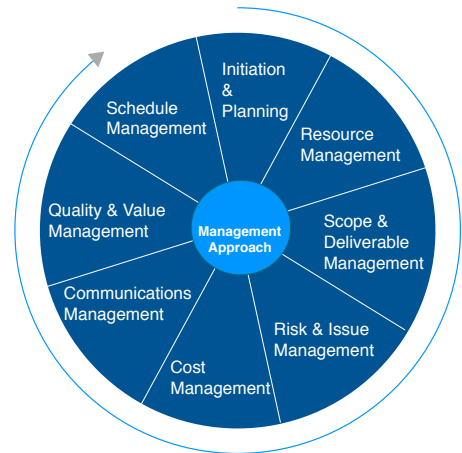 Initiation
&
Planning
Resource
Management
Scope &
Deliverable
Management
Risk & Issue
Management
Cost
Management
Communications
Management
Quality & Value
Management
Schedule
Management
Management
Approach